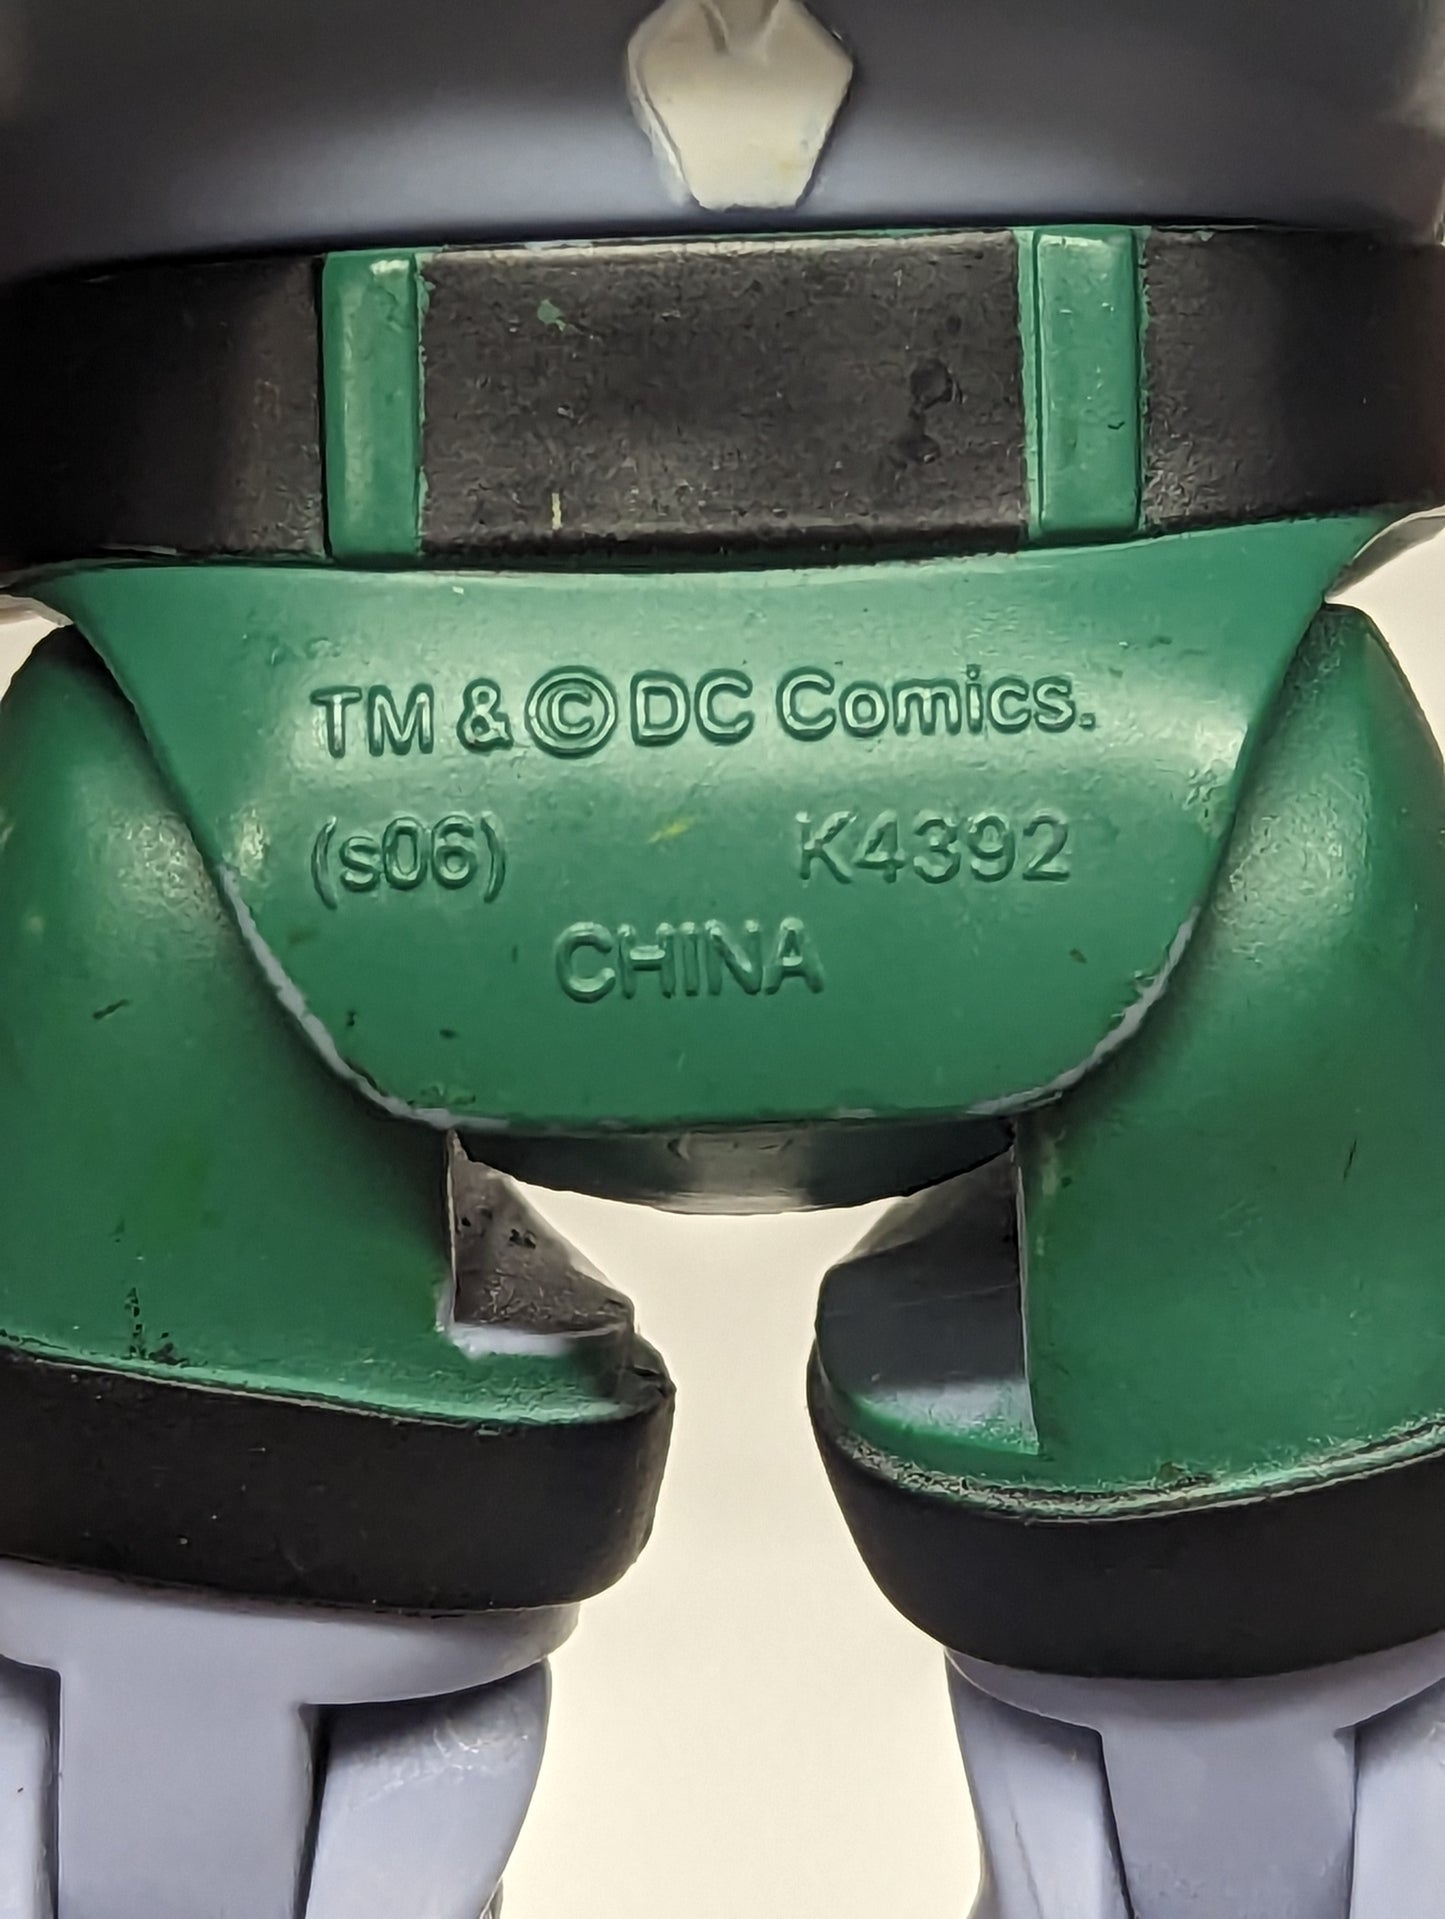 TM & © DC Comics.
(s06) K4392
CHINA